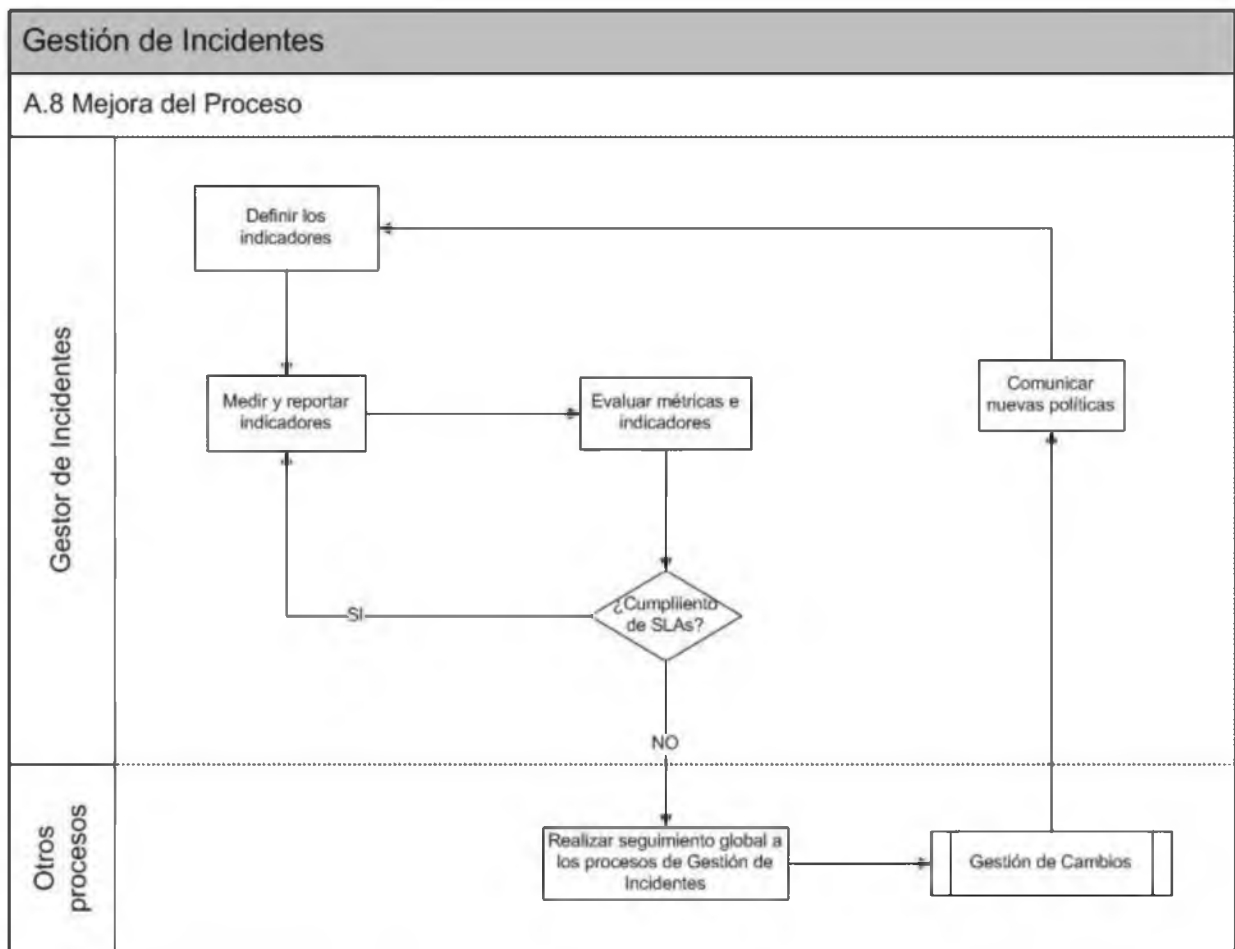 Gestión de Incidentes
A.8 Mejora del Proceso
Gestor de Incidentes
Definir los
indicadores
Medir y reportar
indicadores
Evaluar métricas e
indicadores
Comunicar
nuevas políticas
¿Cumpliiento
de SLAs?
SI
NO
Otros
procesos
Realizar seguimiento global a
los procesos de Gestión de
Incidentes
Gestión de Cambios